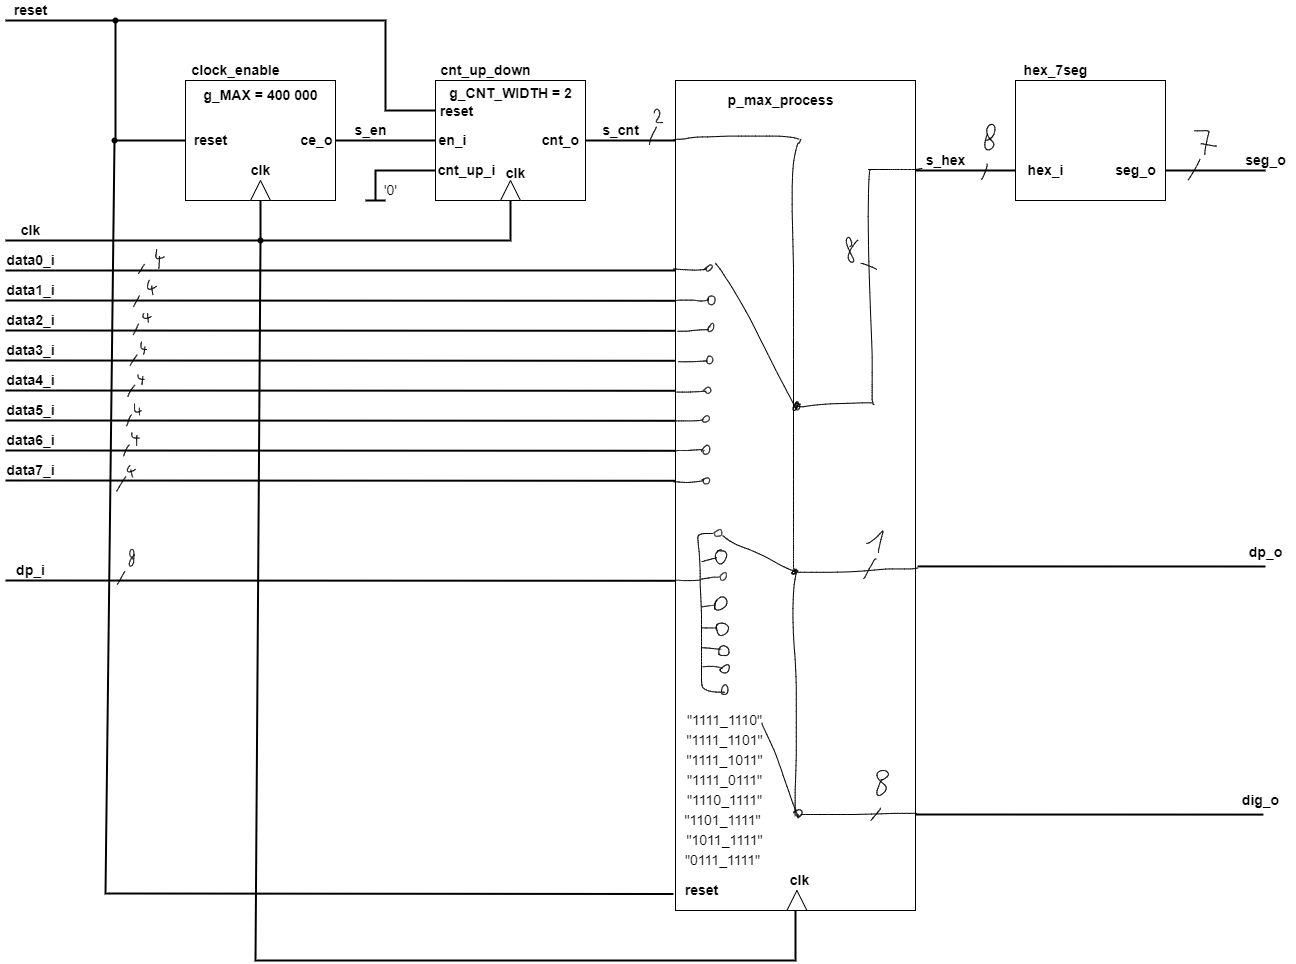 reset
clock_enable
g_MAX = 400 000
reset
ce_o
clk
s_en
cnt_up_down
g_CNT_WIDTH = 2
reset
en_i
cnt_o
cnt_up_i
clk
'0'
s_cnt
2
p_max_process
s_hex
8
hex_7seg
hex_i
seg_o
7
seg_o
clk
data0_i
4
data1_i
4
data2_i
4
data3_i
4
data4_i
4
data5_i
4
data6_i
4
data7_i
4
8
dp_i
8
1
dp_o
"1111_1110"
"1111_1101"
"1111_1011"
"1111_0111"
"1110_1111"
"1101_1111"
"1011_1111"
"0111_1111"
8
dig_o
reset
clk